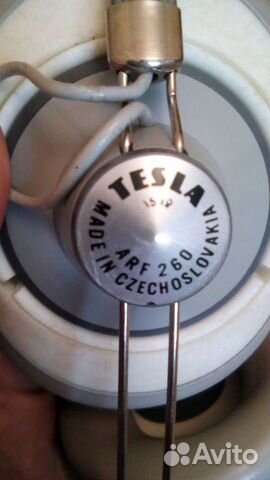 TESLA
ARF 260
MADE IN CZECHOSLOVAKIA
Avito